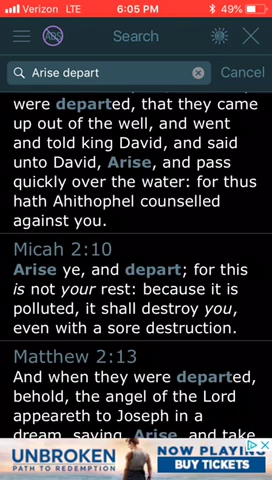 Verizon LTE 6:05 PM 49%
ABS Search
Arise depart Cancel
were departed, that they came
up out of the well, and went
and told king David, and said
unto David, Arise, and pass
quickly over the water: for thus
hath Ahithophel counselled
against you.
Micah 2:10
Arise ye, and depart; for this
is not your rest: because it is
polluted, it shall destroy you,
even with a sore destruction.
Matthew 2:13
And when they were departed,
behold, the angel of the Lord
appeareth to Joseph in a
dream, saying, Arise, and take
UNBROKEN
PATH TO REDEMPTION
NOW PLAYING
BUY TICKETS